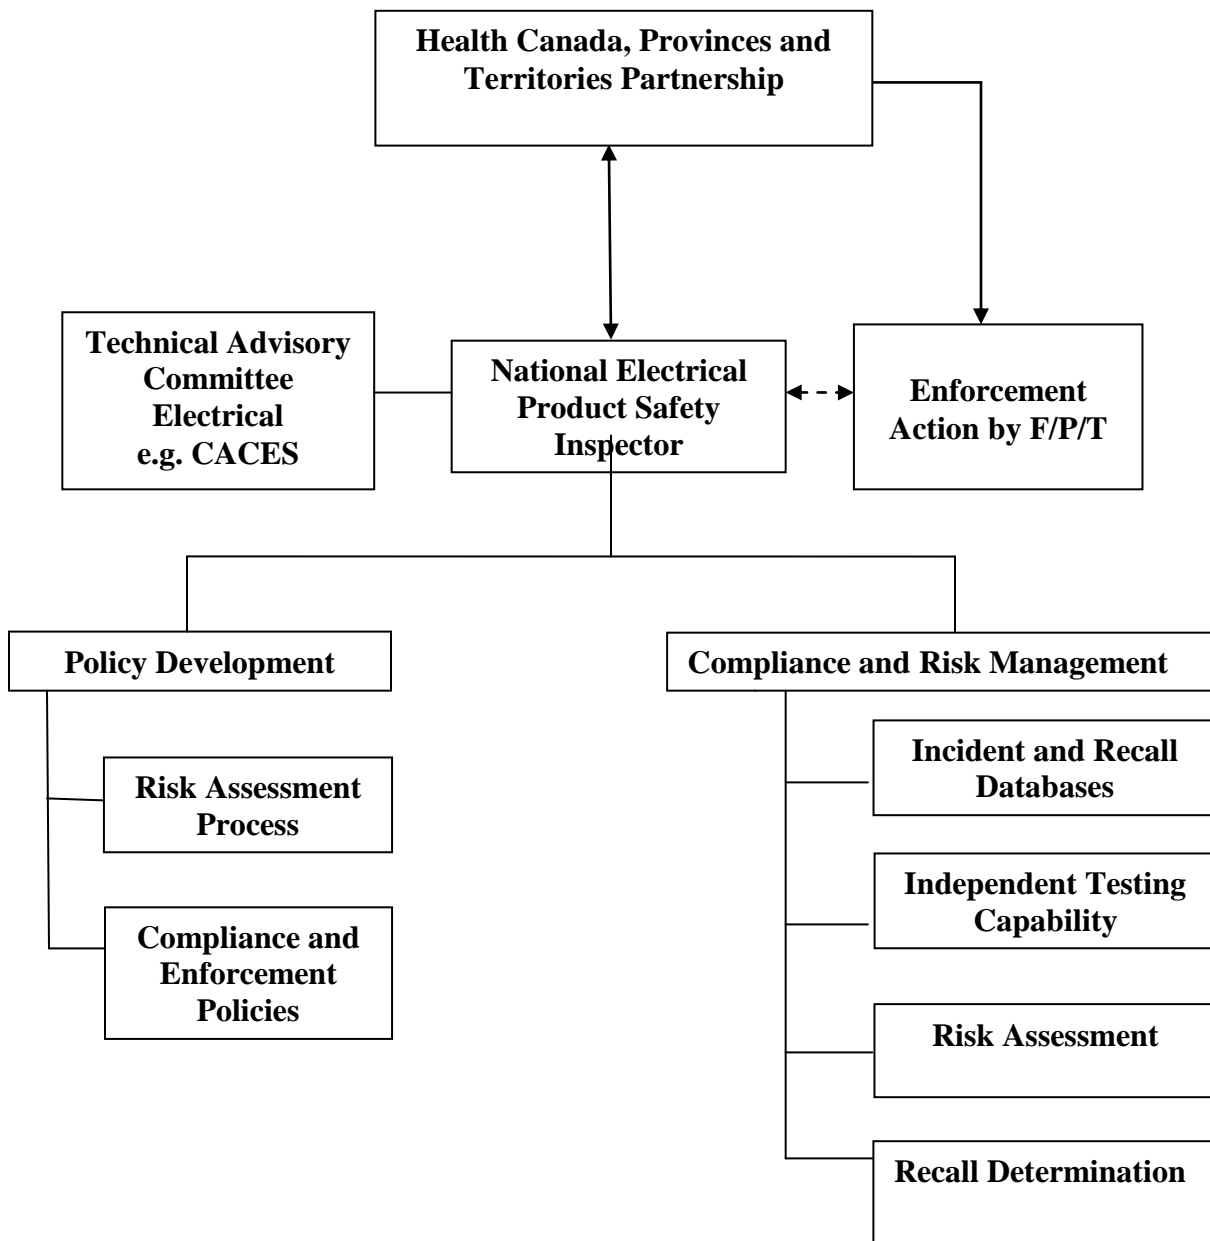 Health Canada, Provinces and
Territories Partnership
Technical Advisory
Committee
Electrical
e.g. CACES
National Electrical
Product Safety
Inspector
Enforcement
Action by F/P/T
Policy Development
Risk Assessment
Process
Compliance and
Enforcement
Policies
Compliance and Risk Management
Incident and Recall
Databases
Independent Testing
Capability
Risk Assessment
Recall Determination